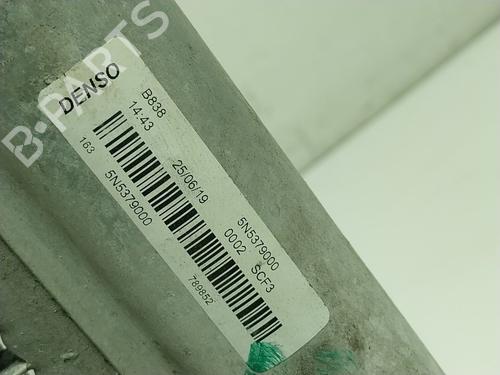 DENSO
B838
14:43
25/06/19
163
5N5379000
5N5379000
0002 SCF3
789852
B-PARTS